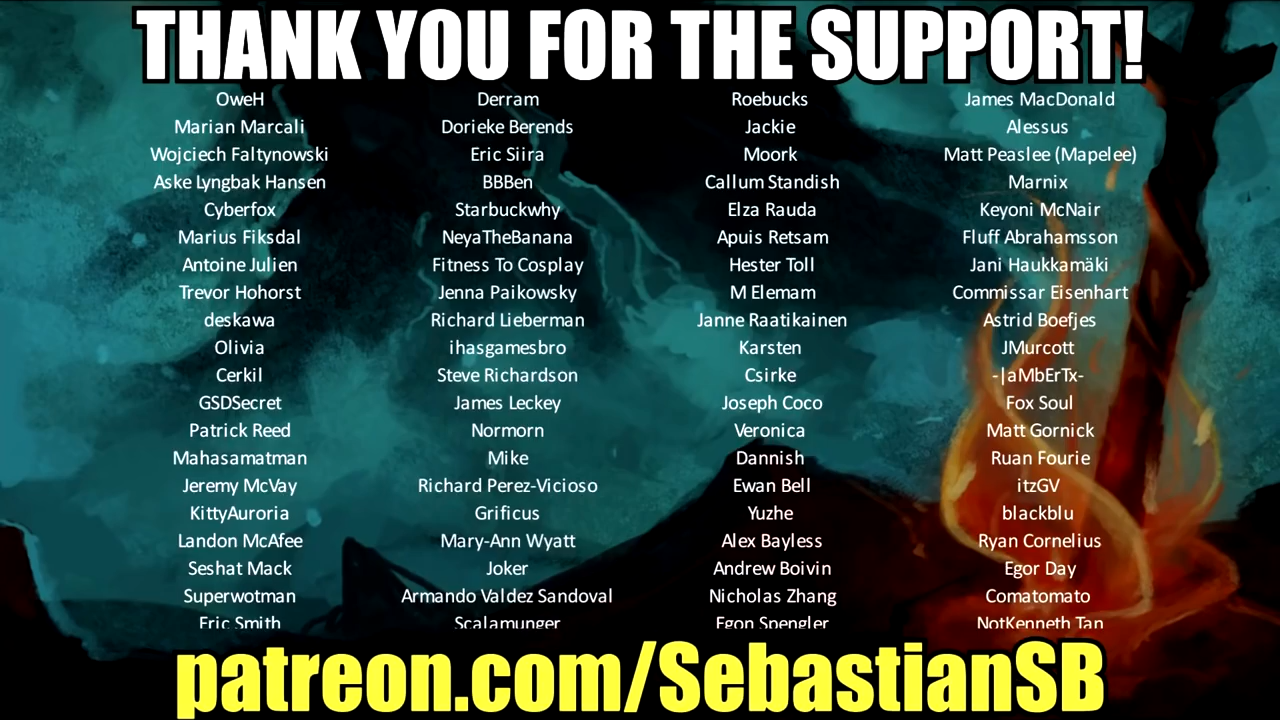 THANK YOU FOR THE SUPPORT!
OweH Derram Roebucks James MacDonald
Marian Marcali Dorieke Berends Jackie Alessus
Wojciech Faltynowski Eric Siira Moork Matt Peaslee (Mapelee)
Aske Lyngbak Hansen BBBen Callum Standish Marnix
Cyberfox Starbuckwhy Elza Rauda Keyoni McNair
Marius Fiksdal NeyaTheBanana Apuis Retsam Fluff Abrahamsson
Antoine Julien Fitness To Cosplay Hester Toll Jani Haukkamäki
Trevor Hohorst Jenna Paikowsky M Elemam Commissar Eisenhart
deskawa Richard Lieberman Janne Raatikainen Astrid Boefjes
Olivia ihasgamesbro Karsten JMurcott
Cerkil Steve Richardson Csirke -|aMbErTx-
GSDSecret James Leckey Joseph Coco Fox Soul
Patrick Reed Normorn Veronica Matt Gornick
Mahasamatman Mike Dannish Ruan Fourie
Jeremy McVay Richard Perez-Vicioso Ewan Bell itzGV
KittyAuroria Grificus Yuzhe blackblu
Landon McAfee Mary-Ann Wyatt Alex Bayless Ryan Cornelius
Seshat Mack Joker Andrew Boivin Egor Day
Superwotman Armando Valdez Sandoval Nicholas Zhang Comatomato
Eric Smith Scalamunger Egon Spengler NotKenneth Tan
patreon.com/SebastianSB